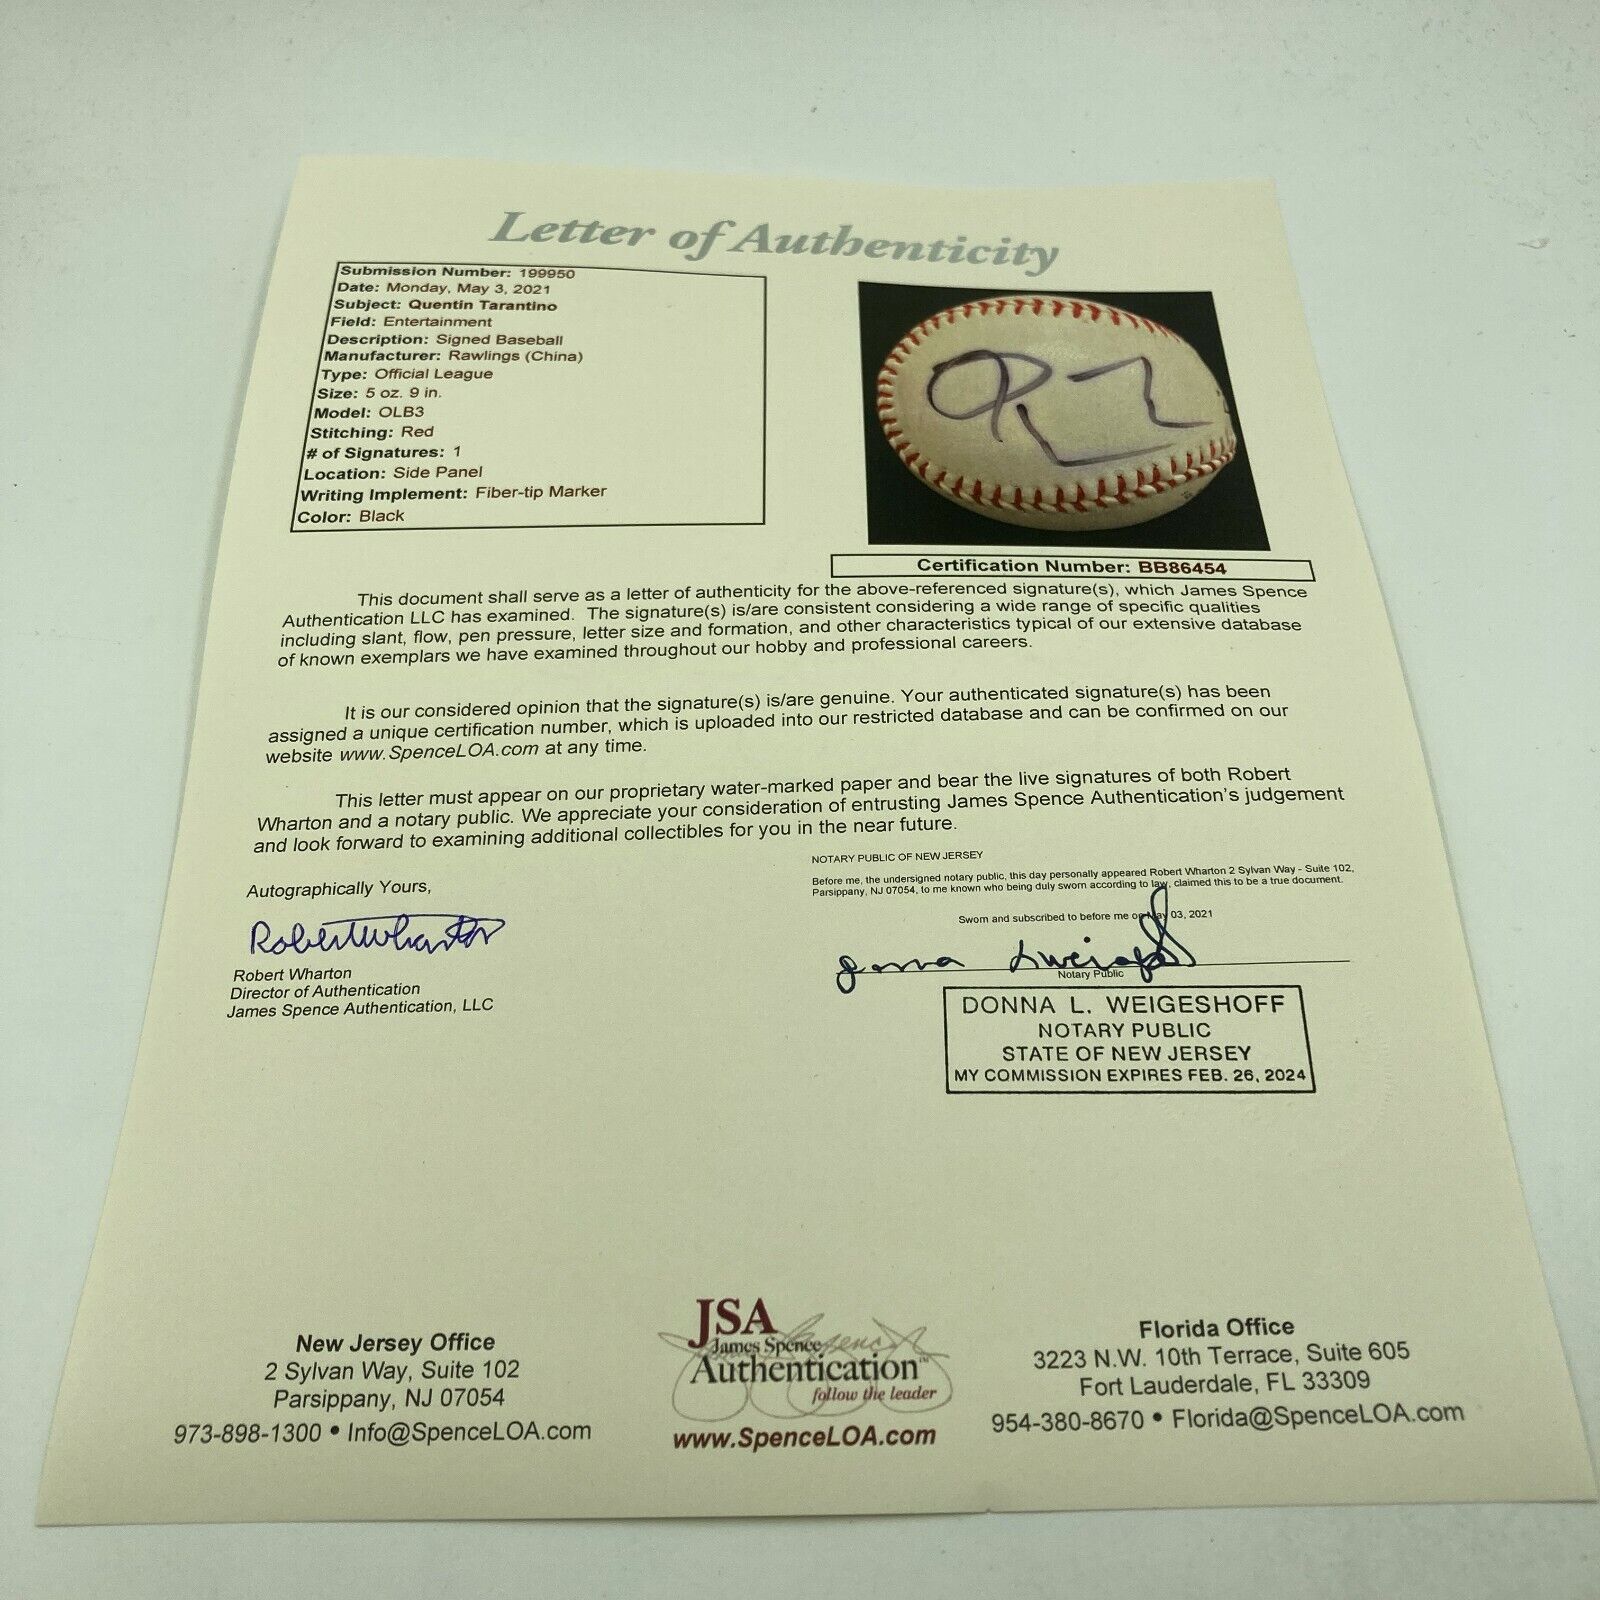 Letter of Authenticity
Submission Number: 199950
Date: Monday, May 3, 2021
Subject: Quentin Tarantino
Field: Entertainment
Description: Signed Baseball
Manufacturer: Rawlings (China)
Type: Official League
Size: 5 oz. 9 in.
Model: OLB3
Stitching: Red
# of Signatures: 1
Location: Side Panel
Writing Implement: Fiber-tip Marker
Color: Black
Certification Number: BB86454
This document shall serve as a letter of authenticity for the above-referenced signature(s), which James Spence
Authentication LLC has examined. The signature(s) is/are consistent considering a wide range of specific qualities
including slant, flow, pen pressure, letter size and formation, and other characteristics typical of our extensive database
of known exemplars we have examined throughout our hobby and professional careers.
It is our considered opinion that the signature(s) is/are genuine. Your authenticated signature(s) has been
assigned a unique certification number, which is uploaded into our restricted database and can be confirmed on our
website www.SpenceLOA.com at any time.
This letter must appear on our proprietary water-marked paper and bear the live signatures of both Robert
Wharton and a notary public. We appreciate your consideration of entrusting James Spence Authentication's judgement
and look forward to examining additional collectibles for you in the near future.
NOTARY PUBLIC OF NEW JERSEY
Before me, the undersigned notary public, this day personally appeared Robert Wharton 2 Sylvan Way - Suite 102,
Parsippany, NJ 07054, to me known who being duly sworn according to law, claimed this to be a true document.
Sworn and subscribed to before me on May 03, 2021
Notary Public
DONNA L. WEIGESHOFF
NOTARY PUBLIC
STATE OF NEW JERSEY
MY COMMISSION EXPIRES FEB. 26, 2024
Autographically Yours,
Robert Wharton
Robert Wharton
Director of Authentication
James Spence Authentication, LLC
New Jersey Office
2 Sylvan Way, Suite 102
Parsippany, NJ 07054
973-898-1300 • Info@SpenceLOA.com
JSA
James Spence
Authentication™
follow the leader
www.SpenceLOA.com
Florida Office
3223 N.W. 10th Terrace, Suite 605
Fort Lauderdale, FL 33309
954-380-8670 • Florida@SpenceLOA.com